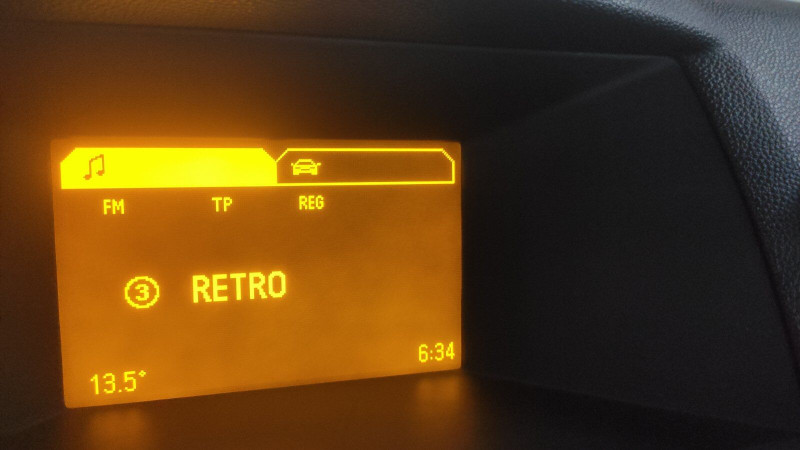 FM TP REG
3 RETRO
13.5° 6:34